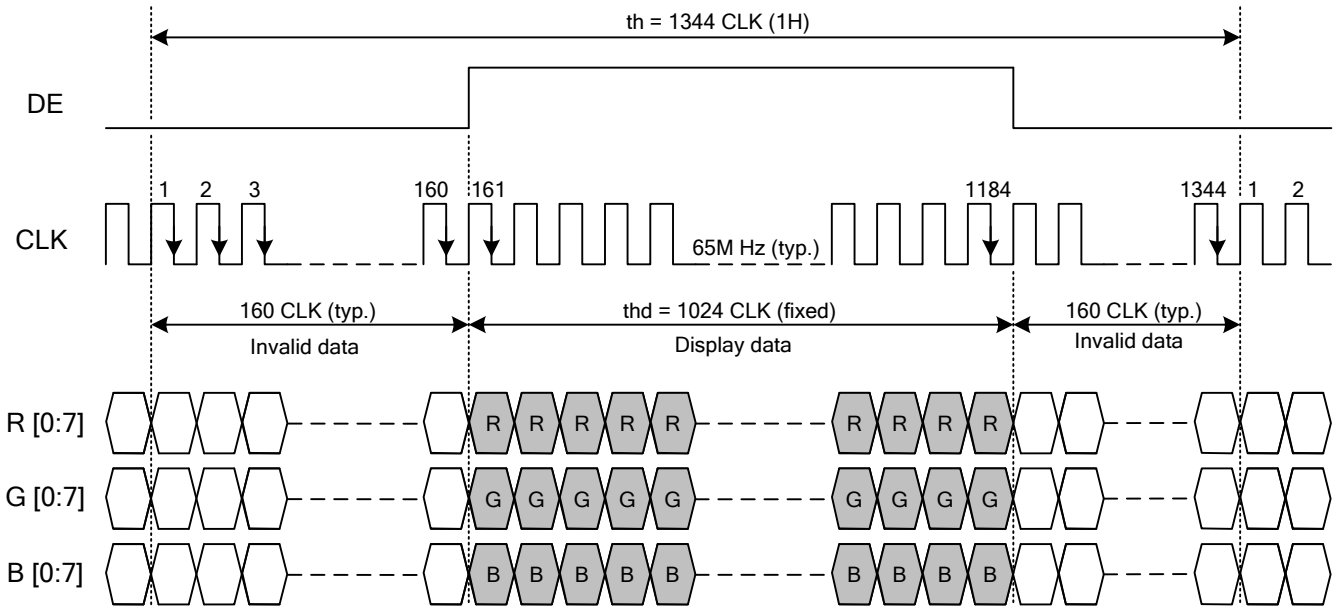 th = 1344 CLK (1H)
DE
1 2 3 160 161 1184 1344 1 2
CLK
65M Hz (typ.)
160 CLK (typ.) thd = 1024 CLK (fixed) 160 CLK (typ.)
Invalid data Display data Invalid data
R [0:7] R R R R R R R R R
G [0:7] G G G G G G G G G
B [0:7] B B B B B B B B B